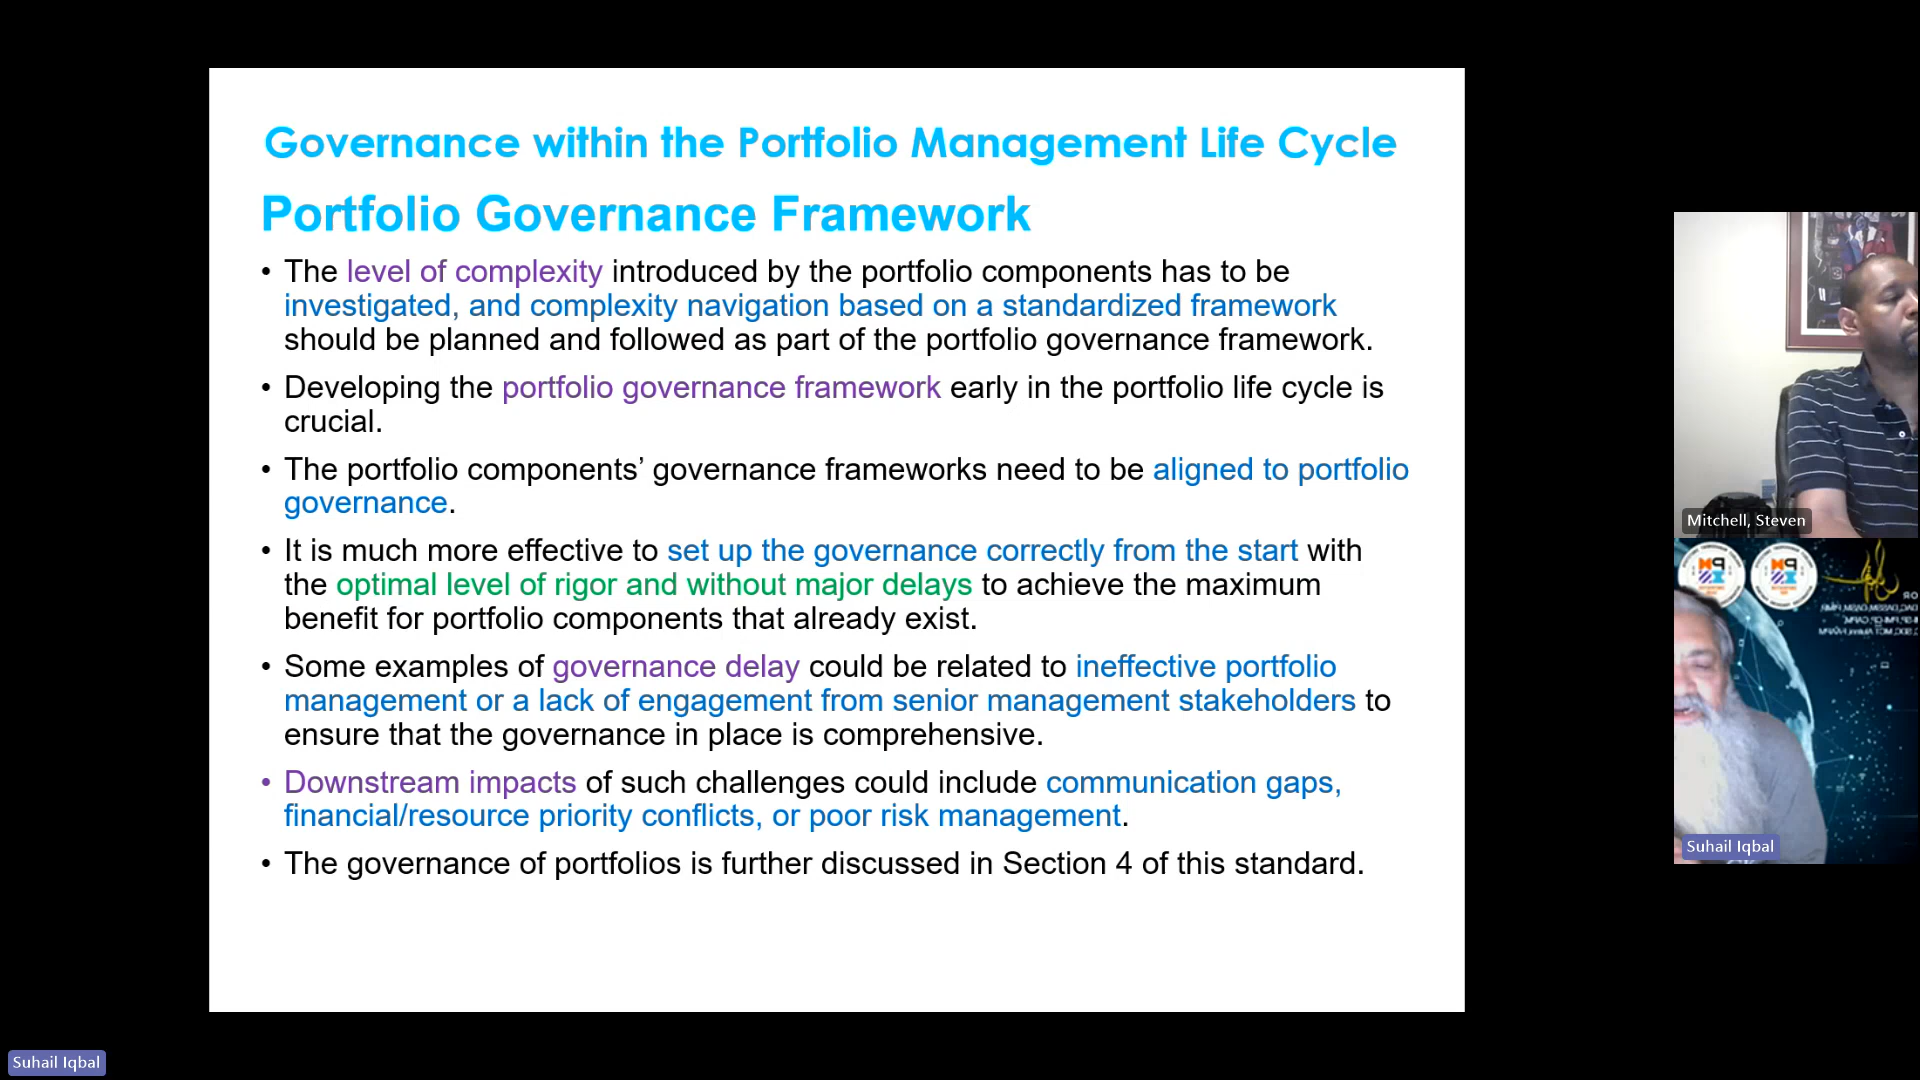 Governance within the Portfolio Management Life Cycle
Portfolio Governance Framework
• The level of complexity introduced by the portfolio components has to be
investigated, and complexity navigation based on a standardized framework
should be planned and followed as part of the portfolio governance framework.
• Developing the portfolio governance framework early in the portfolio life cycle is
crucial.
• The portfolio components’ governance frameworks need to be aligned to portfolio
governance.
• It is much more effective to set up the governance correctly from the start with
the optimal level of rigor and without major delays to achieve the maximum
benefit for portfolio components that already exist.
• Some examples of governance delay could be related to ineffective portfolio
management or a lack of engagement from senior management stakeholders to
ensure that the governance in place is comprehensive.
• Downstream impacts of such challenges could include communication gaps,
financial/resource priority conflicts, or poor risk management.
• The governance of portfolios is further discussed in Section 4 of this standard.
Mitchell, Steven
Suhail Iqbal
Suhail Iqbal